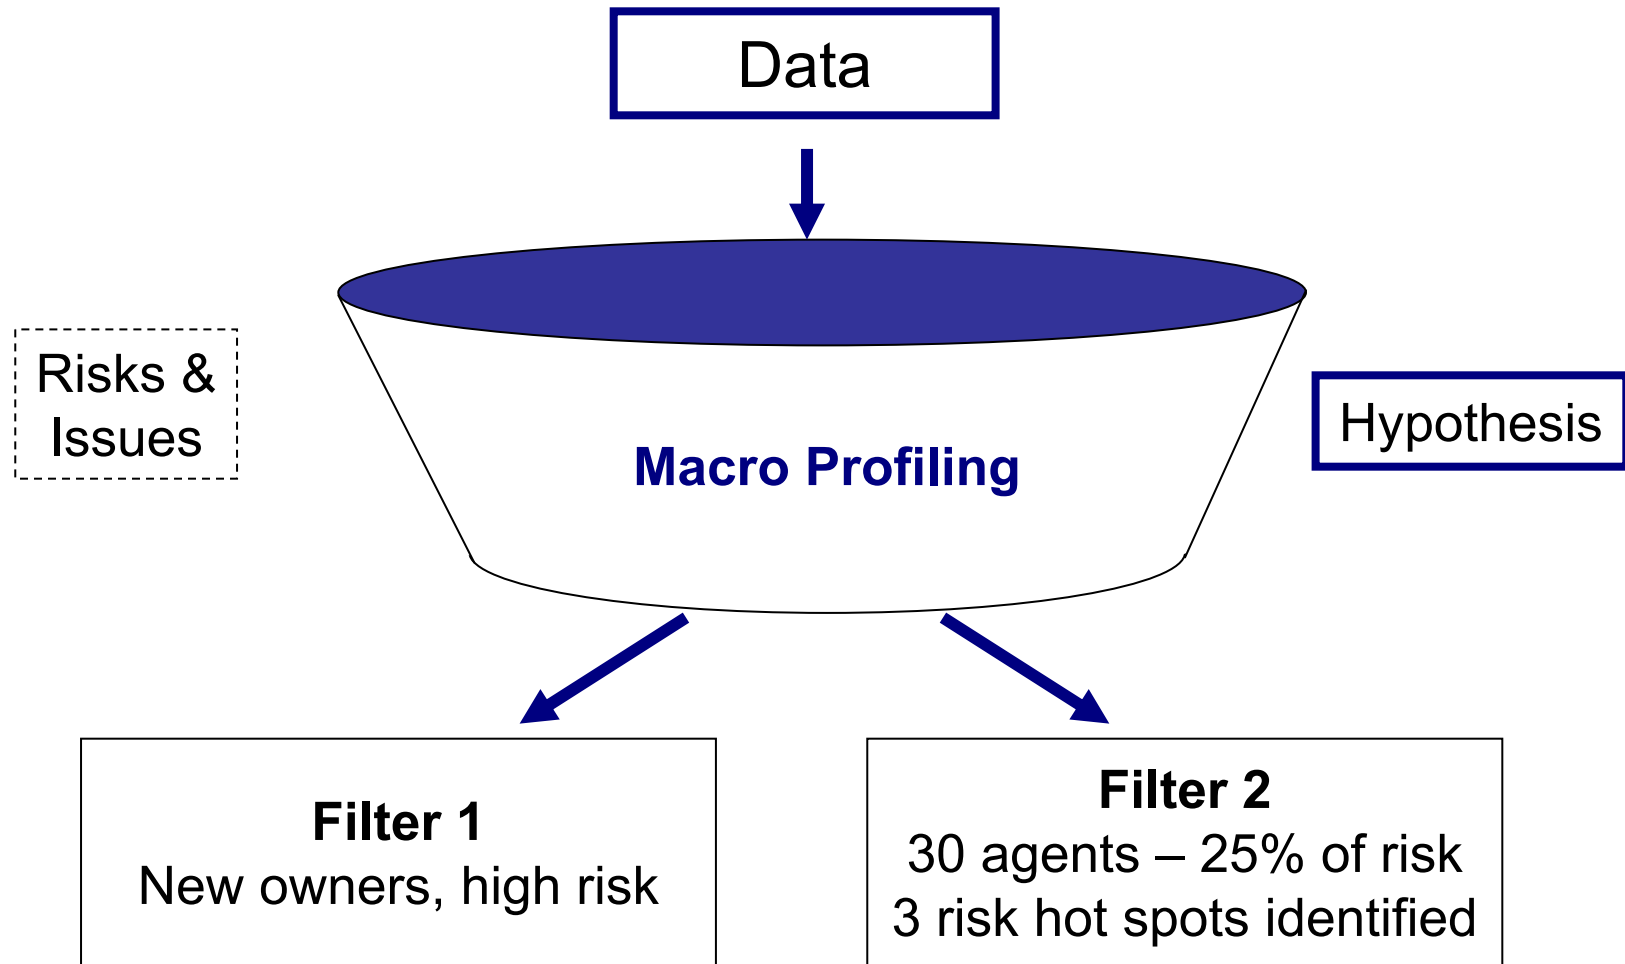 Data
Risks &
Issues
Hypothesis
Macro Profiling
Filter 1
New owners, high risk
Filter 2
30 agents – 25% of risk
3 risk hot spots identified